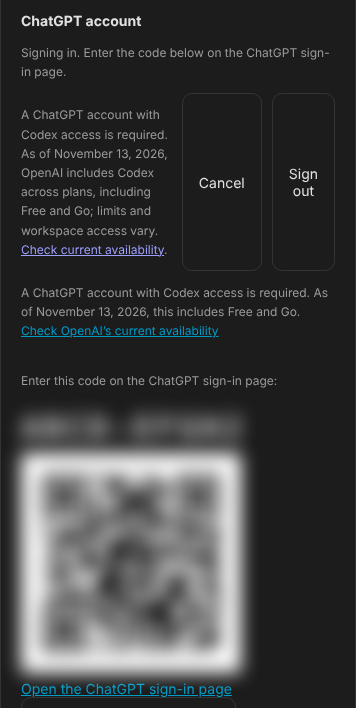 ChatGPT account
Signing in. Enter the code below on the ChatGPT sign-
in page.
A ChatGPT account with
Codex access is required.
As of November 13, 2026,
OpenAI includes Codex
across plans, including
Free and Go; limits and
workspace access vary.
Check current availability.
Cancel
Sign
out
A ChatGPT account with Codex access is required. As
of November 13, 2026, this includes Free and Go.
Check OpenAI's current availability
Enter this code on the ChatGPT sign-in page:
Open the ChatGPT sign-in page